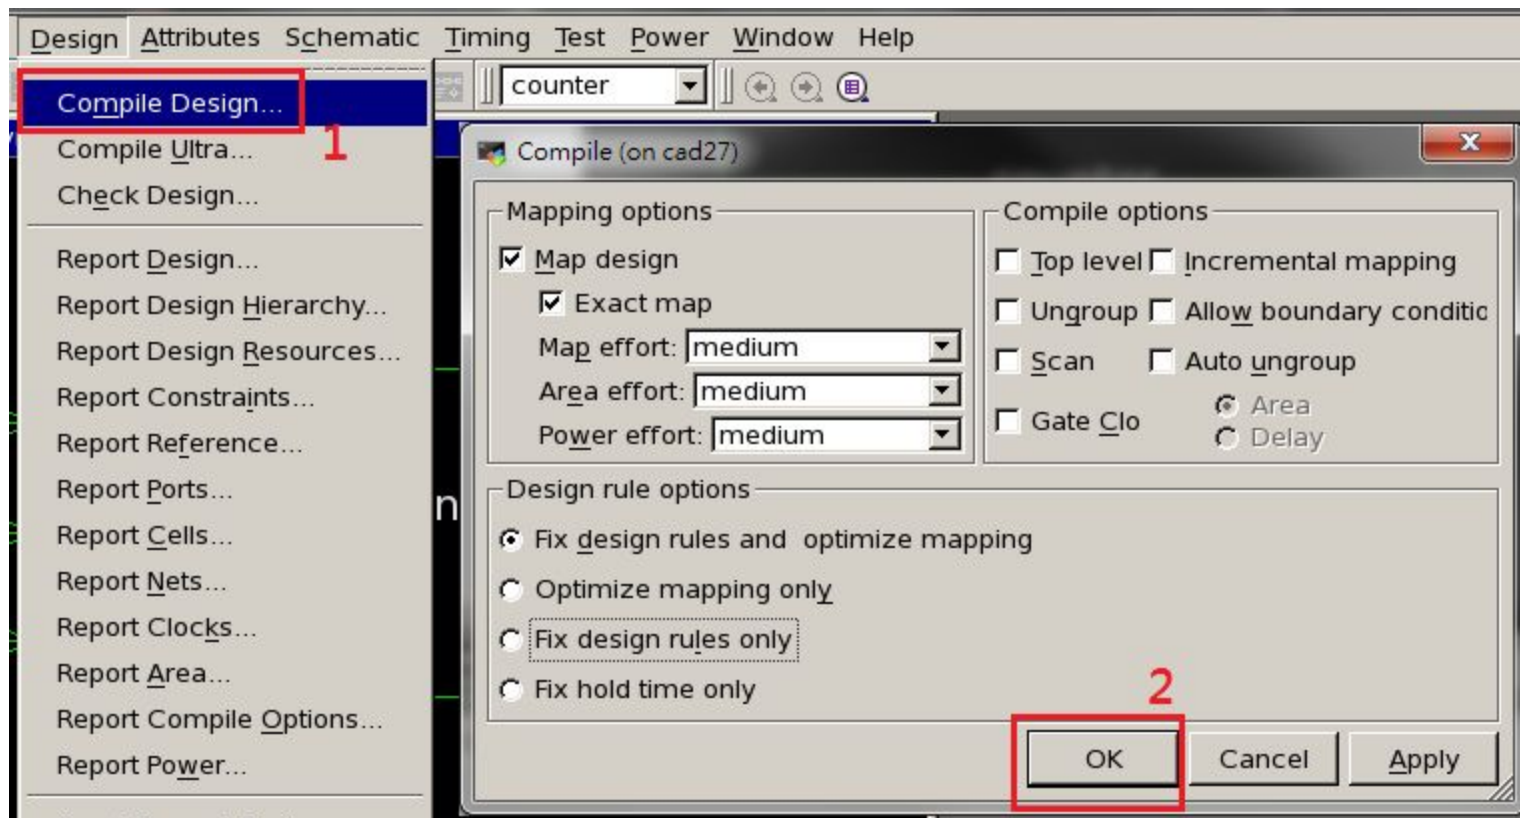 Design Attributes Schematic Timing Test Power Window Help
counter
Compile Design...
1
Compile Ultra...
Check Design...
Report Design...
Report Design Hierarchy...
Report Design Resources...
Report Constraints...
Report Reference...
Report Ports...
Report Cells...
Report Nets...
Report Clocks...
Report Area...
Report Compile Options...
Report Power...
n
Compile (on cad27)
Mapping options
Map design
Exact map
Map effort: medium
Area effort: medium
Power effort: medium
Compile options
Top level Incremental mapping
Ungroup Allow boundary conditio
Scan Auto ungroup
Gate Clo Area
Delay
Design rule options
Fix design rules and optimize mapping
Optimize mapping only
Fix design rules only
Fix hold time only
2
OK Cancel Apply